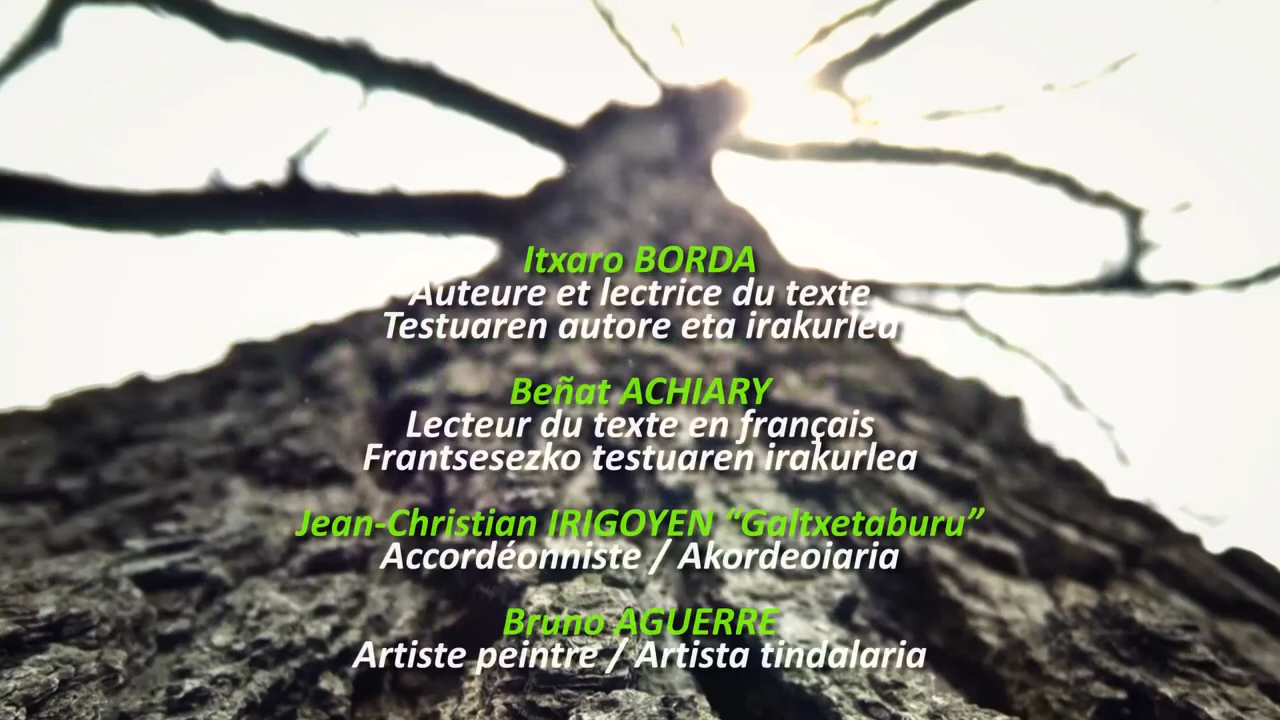 Itxaro BORDA
Auteure et lectrice du texte
Testuaren autore eta irakurlea
Beñat ACHIARY
Lecteur du texte en français
Frantsesezko testuaren irakurlea
Jean-Christian IRIGOYEN “Galtxetaburu”
Accordéonniste / Akordeoiaria
Bruno AGUERRE
Artiste peintre / Artista tindalaria